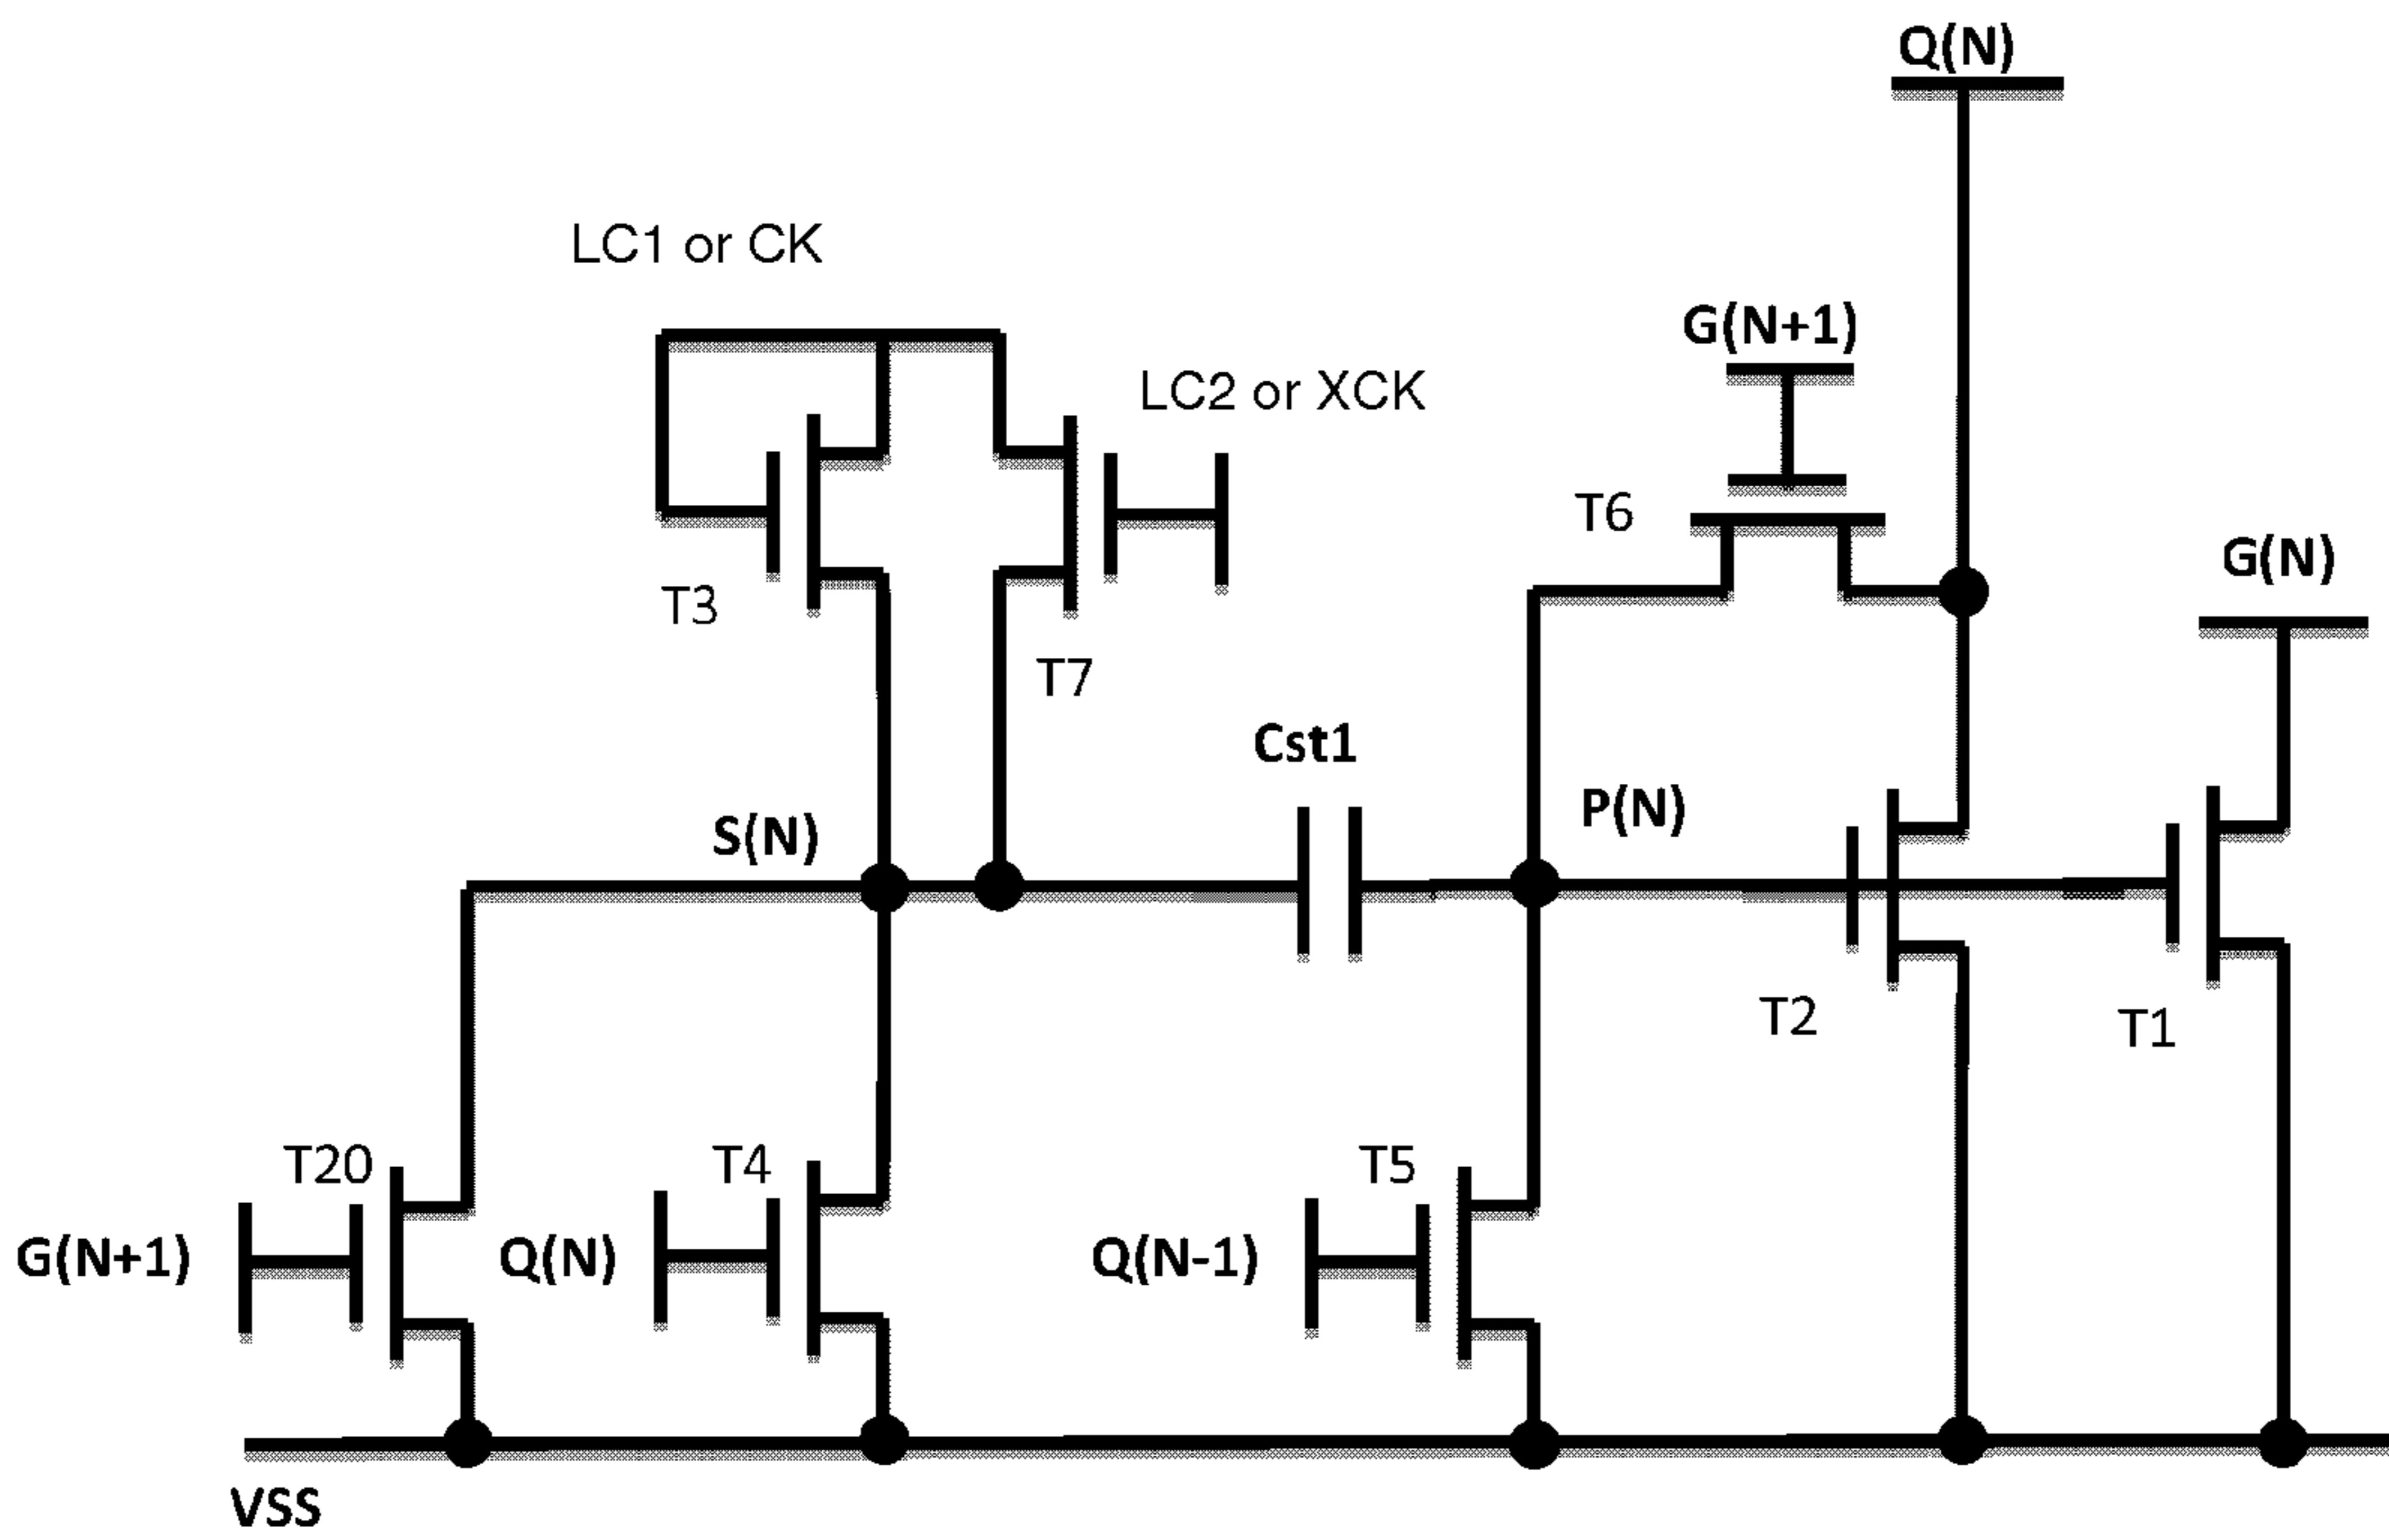 Q(N)
LC1 or CK
G(N+1)
LC2 or XCK
T6
G(N)
T3
T7
Cst1
P(N)
S(N)
T2
T1
T20
T4
T5
G(N+1)
Q(N)
Q(N-1)
VSS